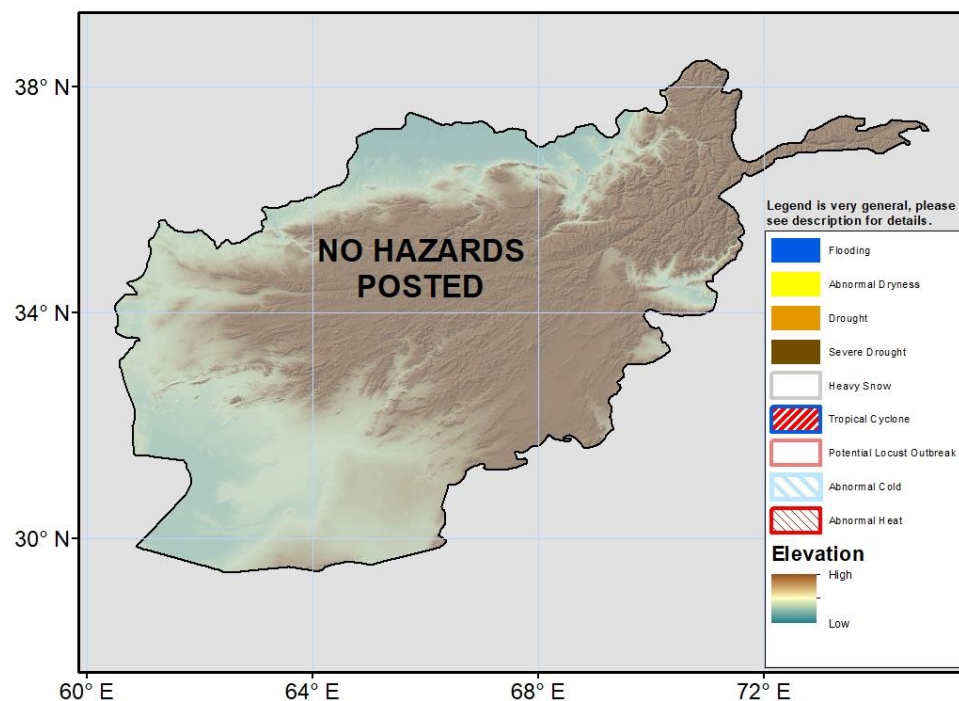 38° N
34° N
30° N
NO HAZARDS
POSTED
Legend is very general, please
see description for details.
Flooding
Abnormal Dryness
Drought
Severe Drought
Heavy Snow
Tropical Cyclone
Potential Locust Outbreak
Abnormal Cold
Abnormal Heat
Elevation
High
Low
60° E
64° E
68° E
72° E